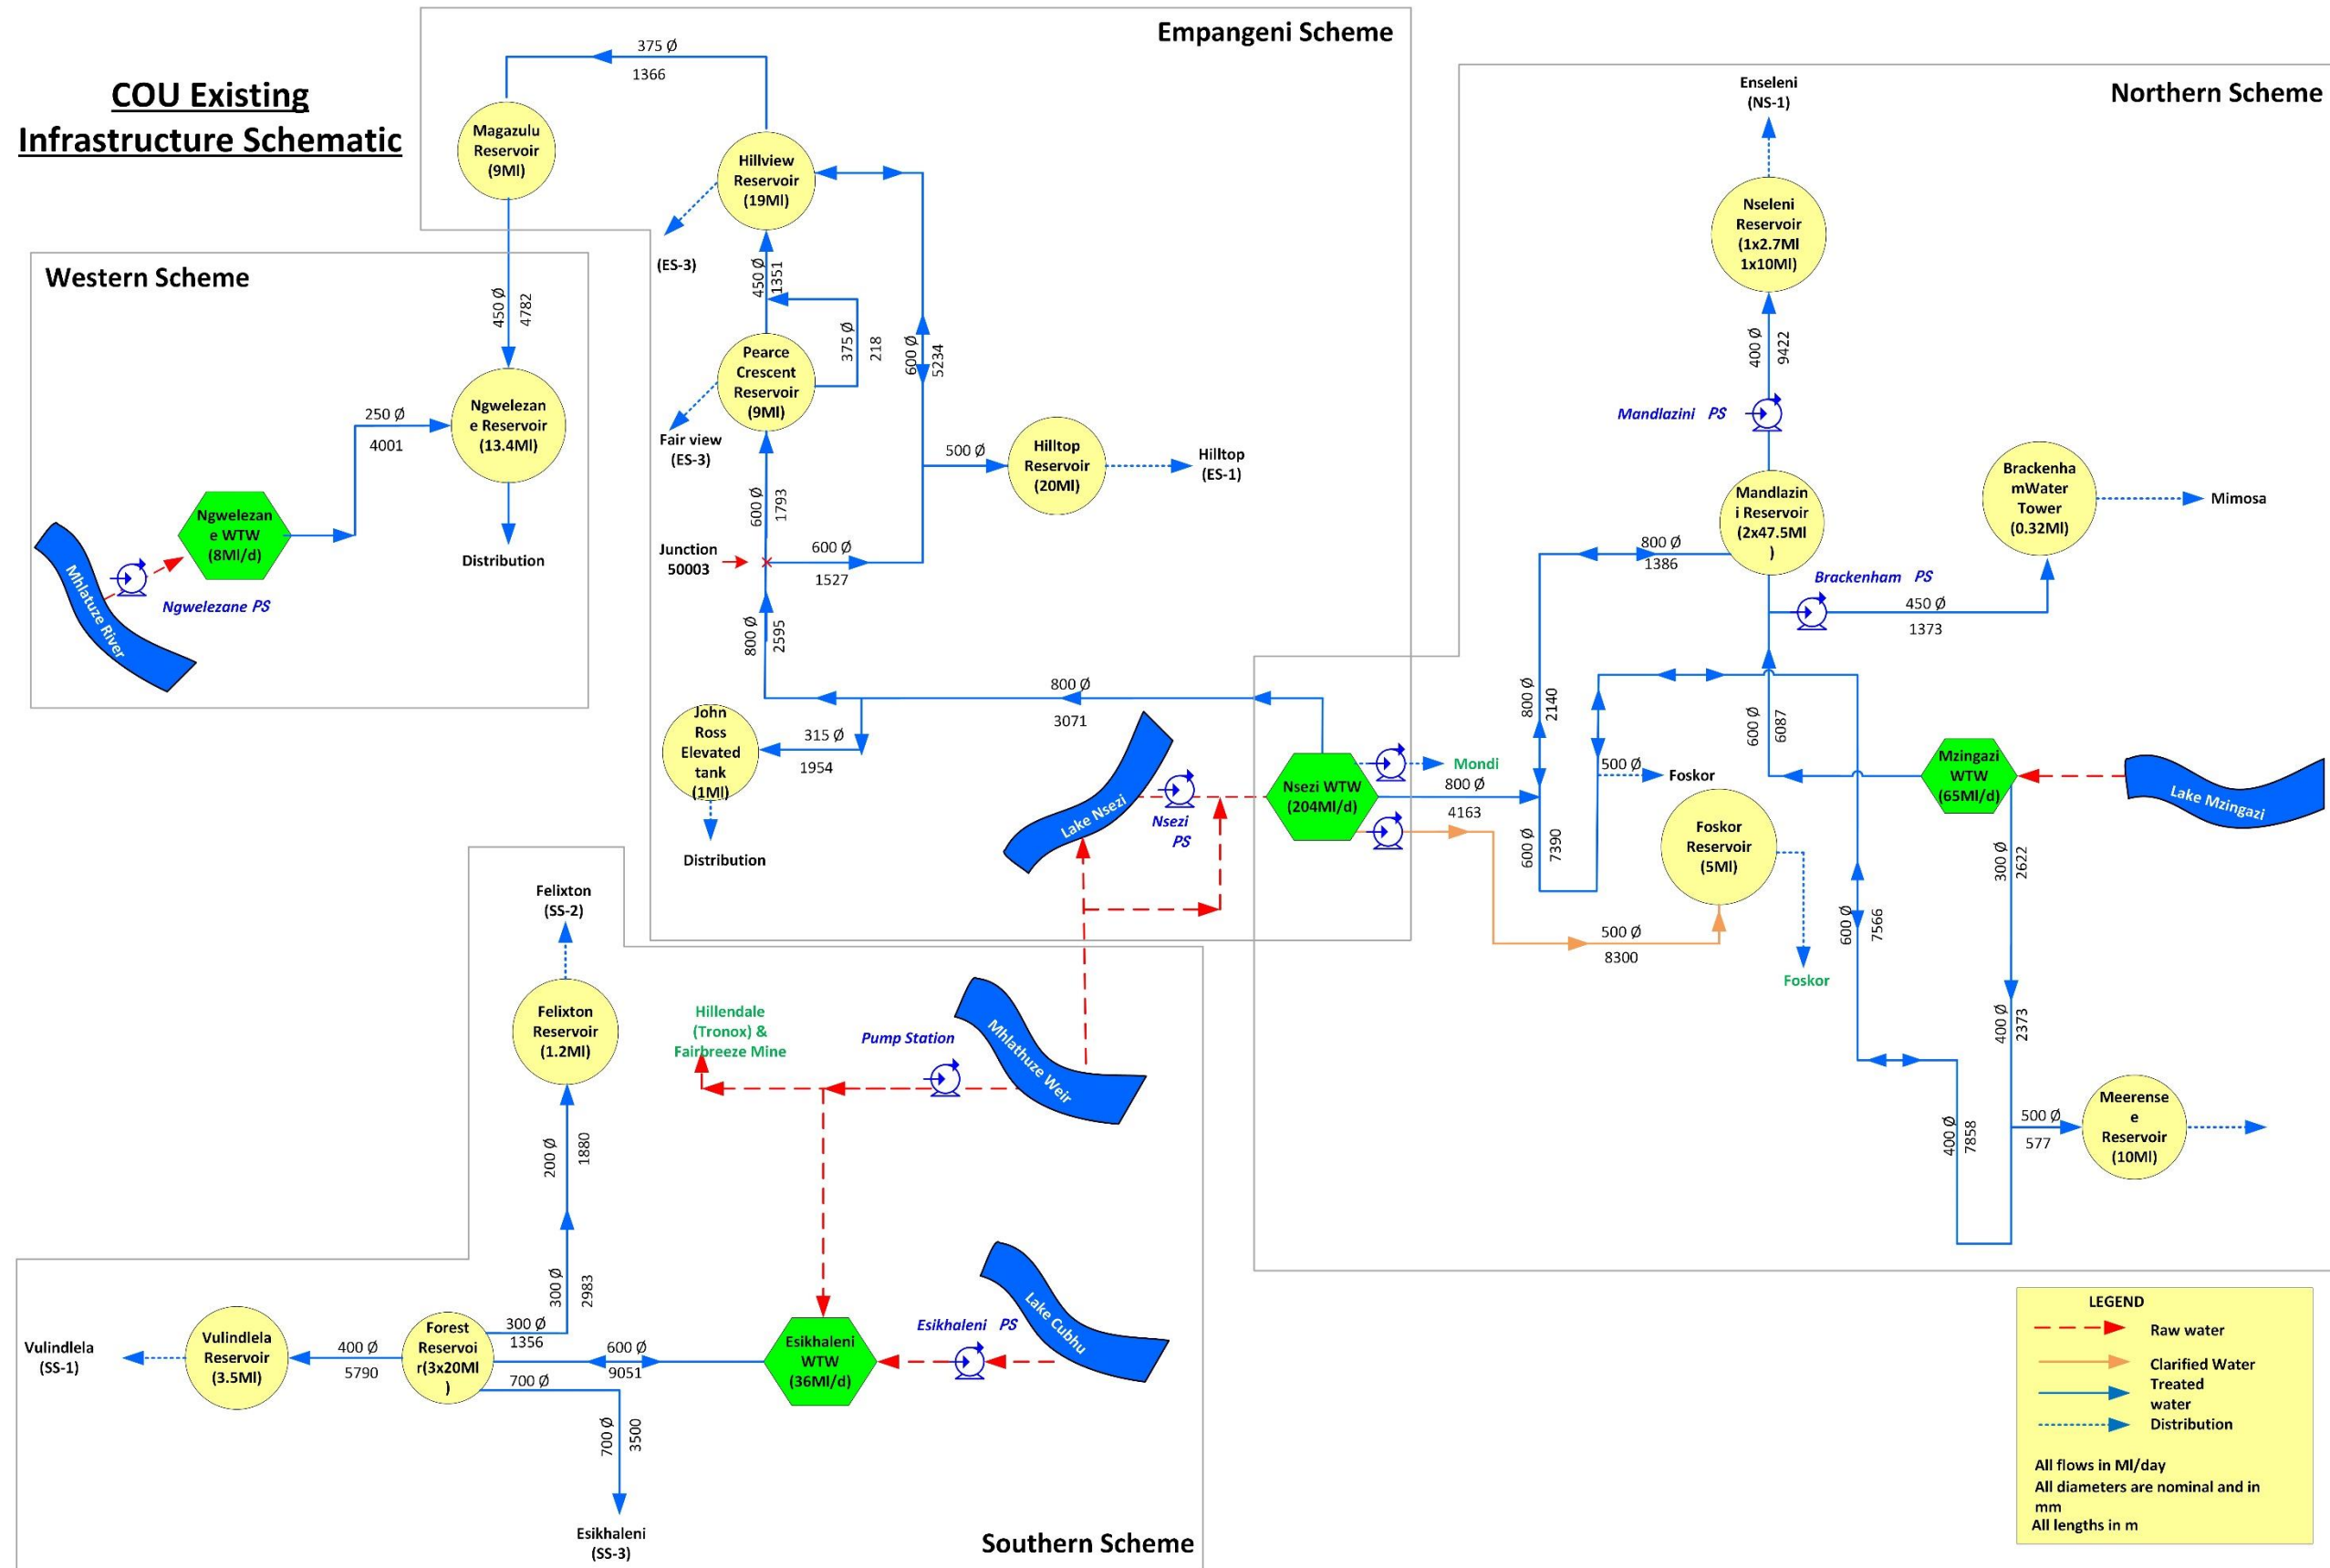 COU Existing
Infrastructure Schematic
Empangeni Scheme
375 Ø
1366
Magazulu
Reservoir
(9Ml)
Hillview
Reservoir
(19Ml)
(ES-3)
450 Ø
1351
375 Ø
218
Pearce
Crescent
Reservoir
(9Ml)
Fair view
(ES-3)
600 Ø
5234
500 Ø
Hilltop
Reservoir
(20Ml)
Hilltop
(ES-1)
600 Ø
1793
Junction
50003
600 Ø
1527
800 Ø
2595
800 Ø
3071
John
Ross
Elevated
tank
(1Ml)
315 Ø
1954
Distribution
Lake Nsezi
Nsezi
PS
Western Scheme
450 Ø
4782
Ngwelezan
e Reservoir
(13.4Ml)
250 Ø
4001
Ngwelezan
e WTW
(8Ml/d)
Distribution
Mhlatuze River
Ngwelezane PS
Northern Scheme
Enseleni
(NS-1)
Nseleni
Reservoir
(1x2.7Ml
1x10Ml)
400 Ø
9422
Mandlazini PS
Mandlazin
i Reservoir
(2x47.5Ml
)
Brackenha
mWater
Tower
(0.32Ml)
Mimosa
800 Ø
1386
Brackenham PS
450 Ø
1373
800 Ø
2140
600 Ø
6087
500 Ø
Foskor
Mzingazi
WTW
(65Ml/d)
Lake Mzingazi
Nsezi WTW
(204Ml/d)
Mondi
800 Ø
4163
600 Ø
7390
Foskor
Reservoir
(5Ml)
500 Ø
8300
Foskor
600 Ø
7566
300 Ø
2622
400 Ø
2373
400 Ø
7858
500 Ø
577
Meerense
e
Reservoir
(10Ml)
Felixton
(SS-2)
Felixton
Reservoir
(1.2Ml)
Hillendale
(Tronox) &
Fairbreeze Mine
Pump Station
Mhlathuze Weir
200 Ø
1880
300 Ø
2983
Vulindlela
(SS-1)
Vulindlela
Reservoir
(3.5Ml)
400 Ø
5790
Forest
Reservoi
r(3x20Ml
)
300 Ø
1356
600 Ø
9051
700 Ø
700 Ø
3500
Esikhaleni
WTW
(36Ml/d)
Esikhaleni PS
Lake Cubhu
Esikhaleni
(SS-3)
Southern Scheme
LEGEND
Raw water
Clarified Water
Treated
water
Distribution
All flows in Ml/day
All diameters are nominal and in
mm
All lengths in m